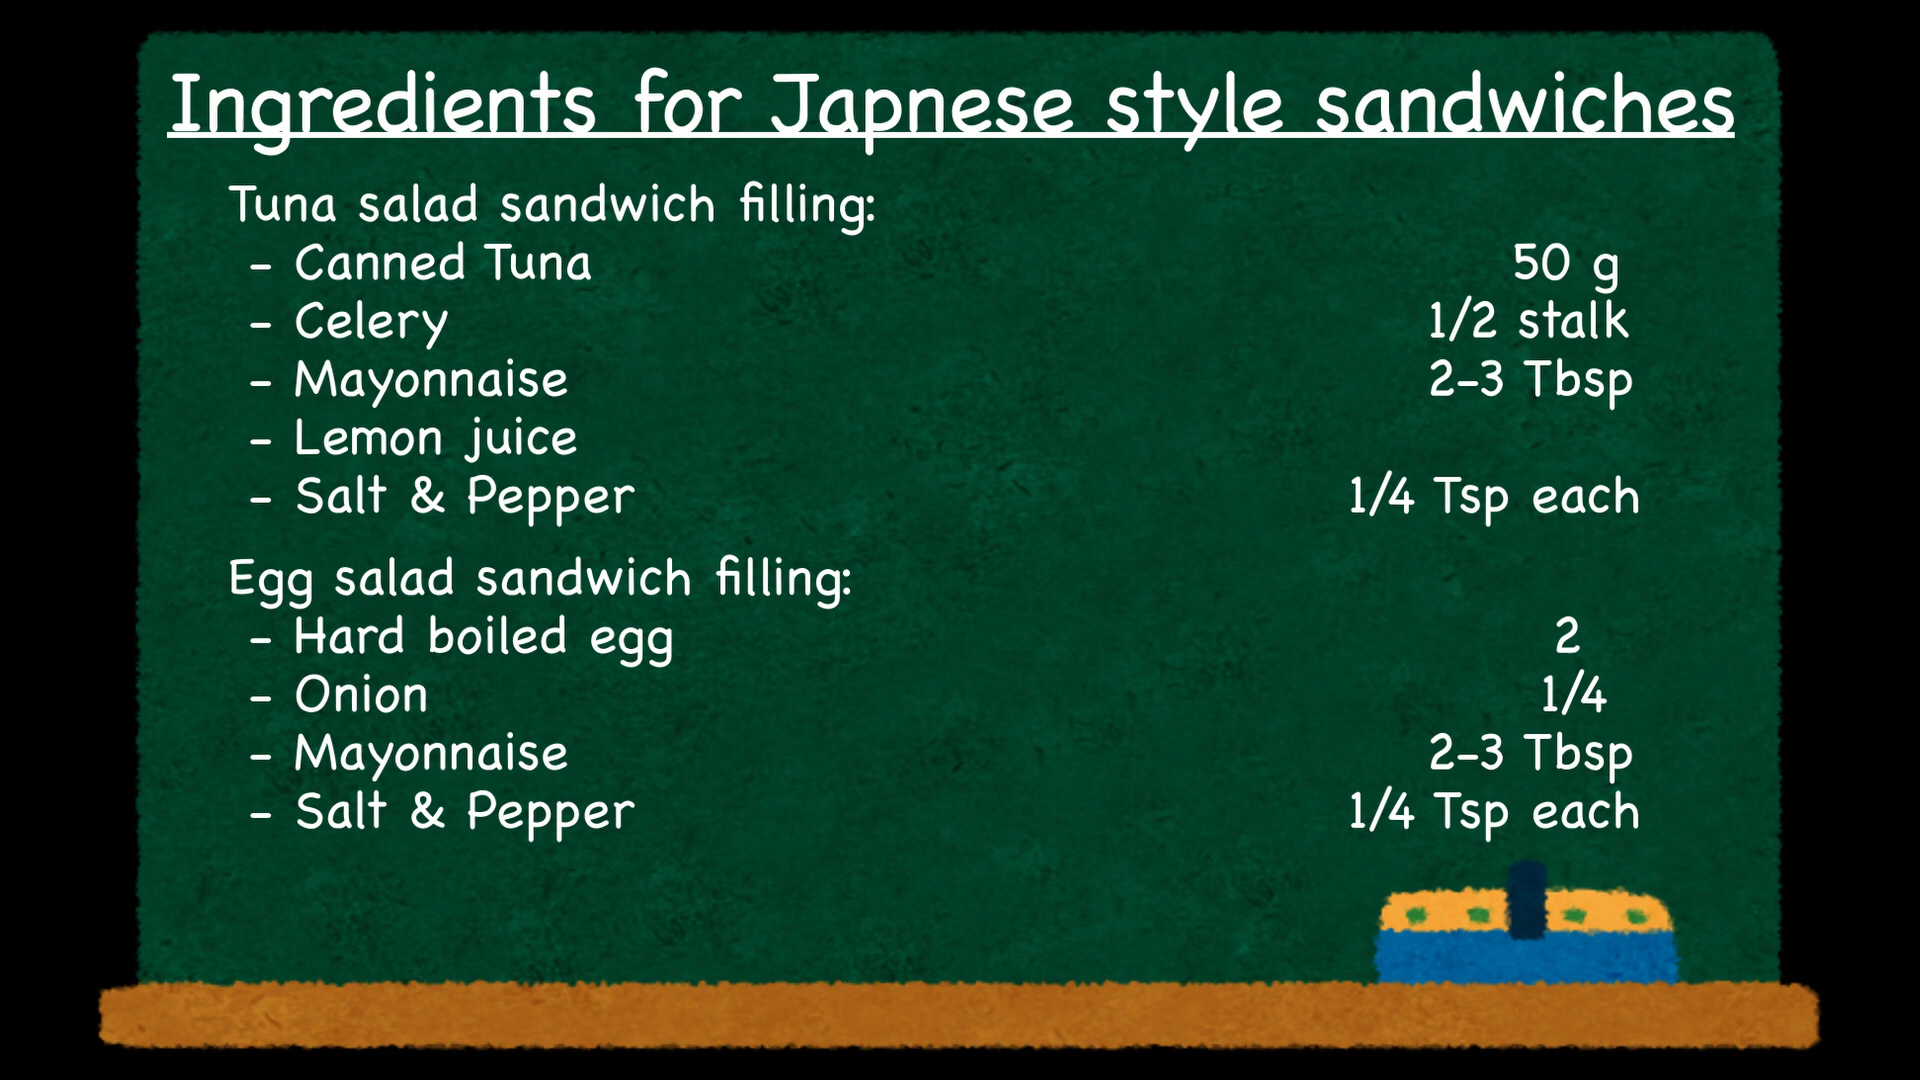 Ingredients for Japnese style sandwiches
Tuna salad sandwich filling:
- Canned Tuna 50 g
- Celery 1/2 stalk
- Mayonnaise 2-3 Tbsp
- Lemon juice
- Salt & Pepper 1/4 Tsp each
Egg salad sandwich filling:
- Hard boiled egg 2
- Onion 1/4
- Mayonnaise 2-3 Tbsp
- Salt & Pepper 1/4 Tsp each